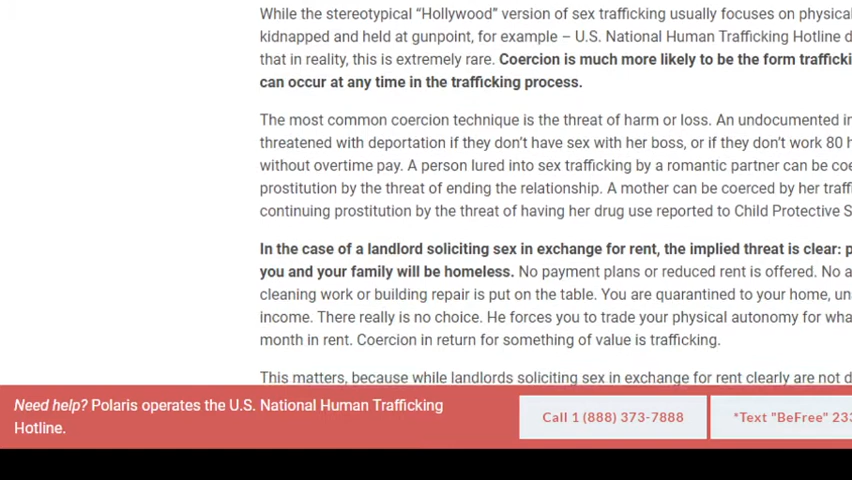 While the stereotypical “Hollywood” version of sex trafficking usually focuses on physical
kidnapped and held at gunpoint, for example – U.S. National Human Trafficking Hotline d
that in reality, this is extremely rare. Coercion is much more likely to be the form traffick
can occur at any time in the trafficking process.
The most common coercion technique is the threat of harm or loss. An undocumented i
threatened with deportation if they don’t have sex with her boss, or if they don’t work 80 h
without overtime pay. A person lured into sex trafficking by a romantic partner can be coe
prostitution by the threat of ending the relationship. A mother can be coerced by her traff
continuing prostitution by the threat of having her drug use reported to Child Protective S
In the case of a landlord soliciting sex in exchange for rent, the implied threat is clear: p
you and your family will be homeless. No payment plans or reduced rent is offered. No a
cleaning work or building repair is put on the table. You are quarantined to your home, un
income. There really is no choice. He forces you to trade your physical autonomy for wha
month in rent. Coercion in return for something of value is trafficking.
This matters, because while landlords soliciting sex in exchange for rent clearly are not d
Need help? Polaris operates the U.S. National Human Trafficking
Hotline.
Call 1 (888) 373-7888
*Text "BeFree" 233